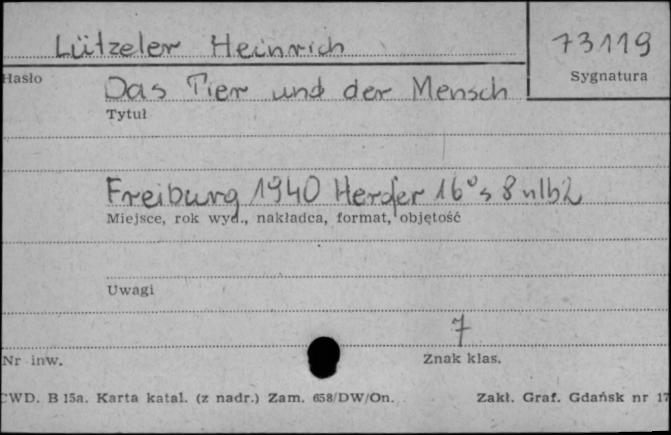 Lützeler Heinrich
73119
Hasło
Sygnatura
Das Tier und der Mensch
Tytuł
Freiburg 1940 Herder 16° s 8 nlb
Miejsce, rok wyd., nakładca, format, objętość
Uwagi
7
Nr inw.
Znak klas.
CWD. B 15a. Karta katal. (z nadr.) Zam. 658/DW/On.
Zakł. Graf. Gdańsk nr 17